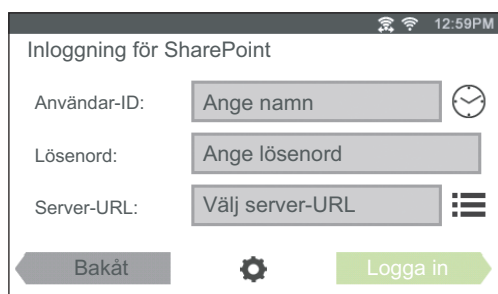 12:59PM
Inloggning för SharePoint
Användar-ID: Ange namn
Lösenord: Ange lösenord
Server-URL: Välj server-URL
Bakåt Logga in